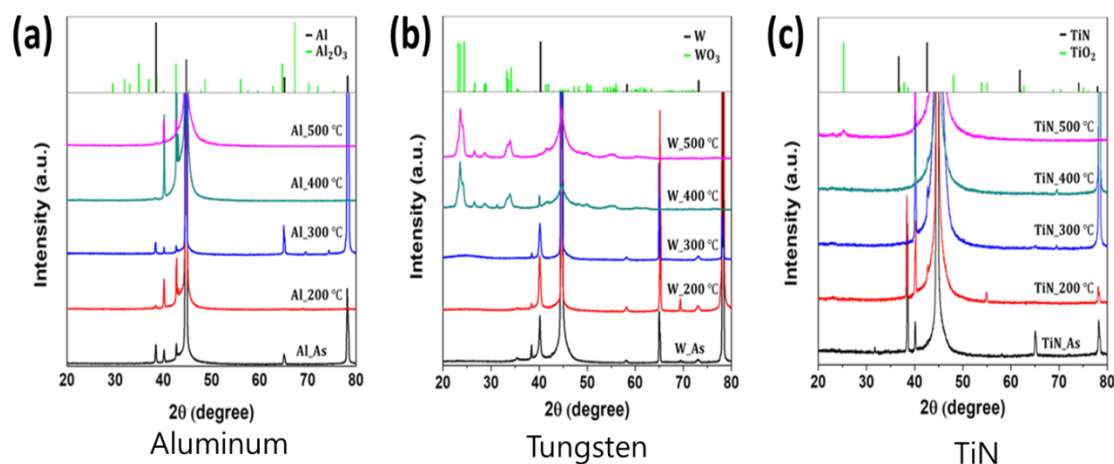 (a)
Al
Al₂O₃
Al_500 °C
Al_400 °C
Al_300 °C
Al_200 °C
Al_As
Intensity (a.u.)
20 30 40 50 60 70 80
2θ (degree)
Aluminum
(b)
W
WO₃
W_500 °C
W_400 °C
W_300 °C
W_200 °C
W_As
Intensity (a.u.)
20 30 40 50 60 70 80
2θ (degree)
Tungsten
(c)
TiN
TiO₂
TiN_500 °C
TiN_400 °C
TiN_300 °C
TiN_200 °C
TiN_As
Intensity (a.u.)
20 30 40 50 60 70 80
2θ (degree)
TiN